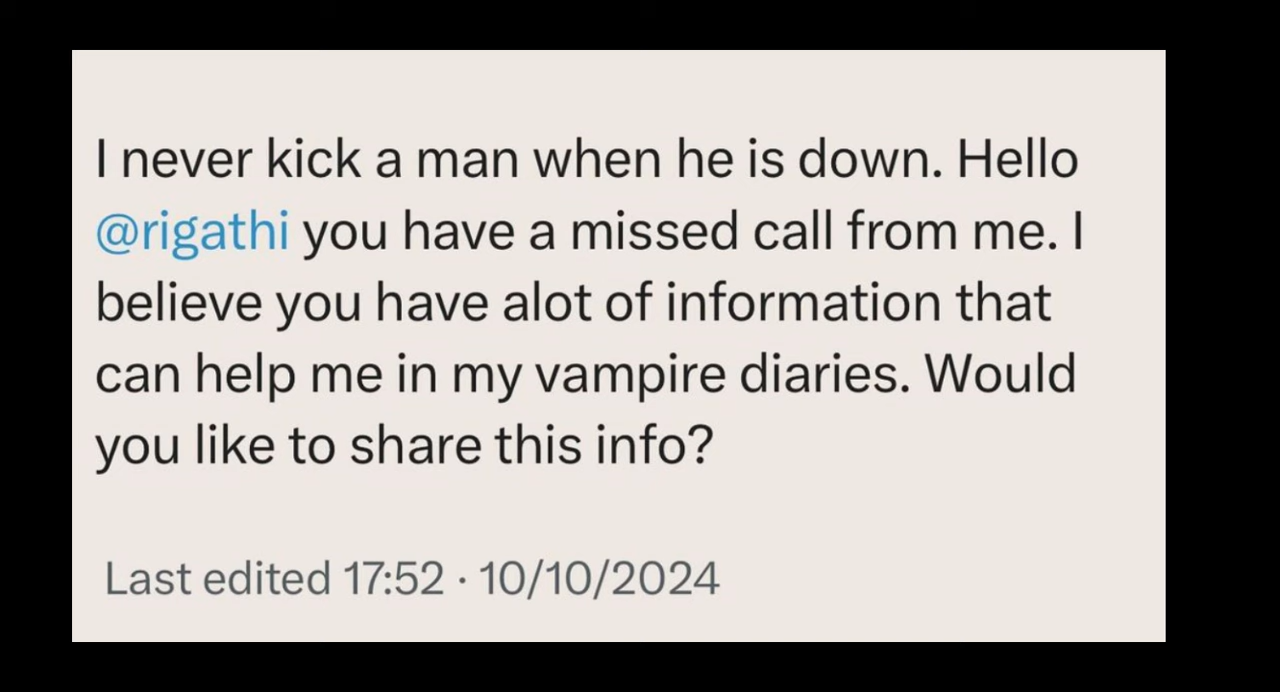 I never kick a man when he is down. Hello
@rigathi you have a missed call from me. I
believe you have alot of information that
can help me in my vampire diaries. Would
you like to share this info?
Last edited 17:52 · 10/10/2024